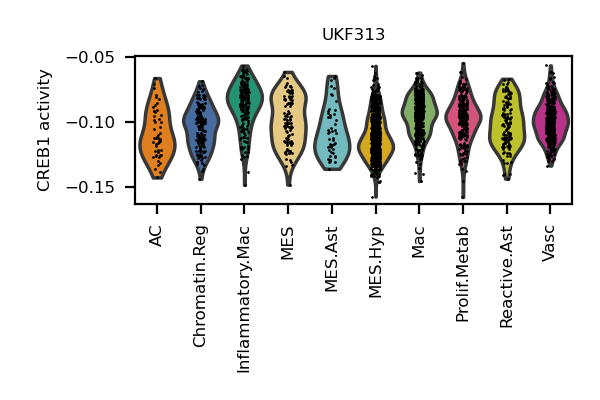 UKF313
CREB1 activity
−0.05
−0.10
−0.15
AC
Chromatin.Reg
Inflammatory.Mac
MES
MES.Ast
MES.Hyp
Mac
Prolif.Metab
Reactive.Ast
Vasc